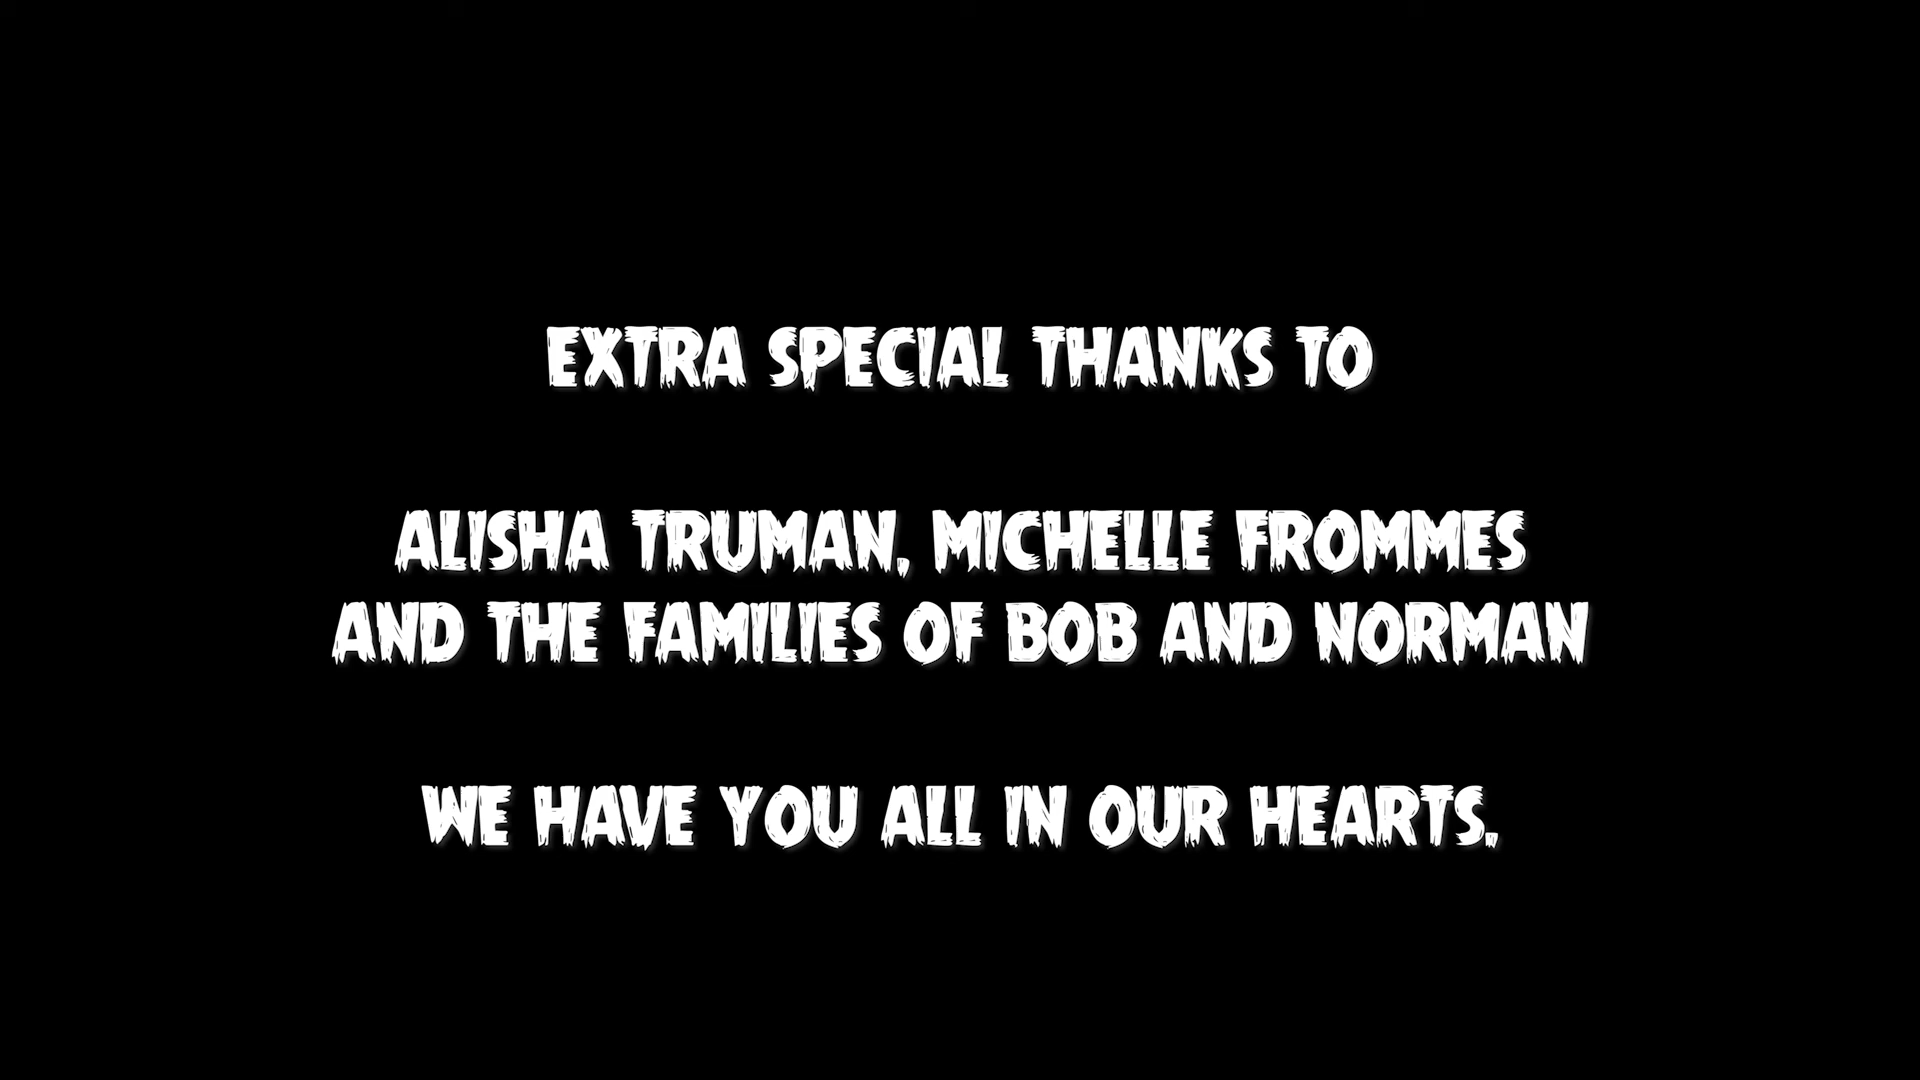 EXTRA SPECIAL THANKS TO
ALISHA TRUMAN, MICHELLE FROMMES
AND THE FAMILIES OF BOB AND NORMAN
WE HAVE YOU ALL IN OUR HEARTS.